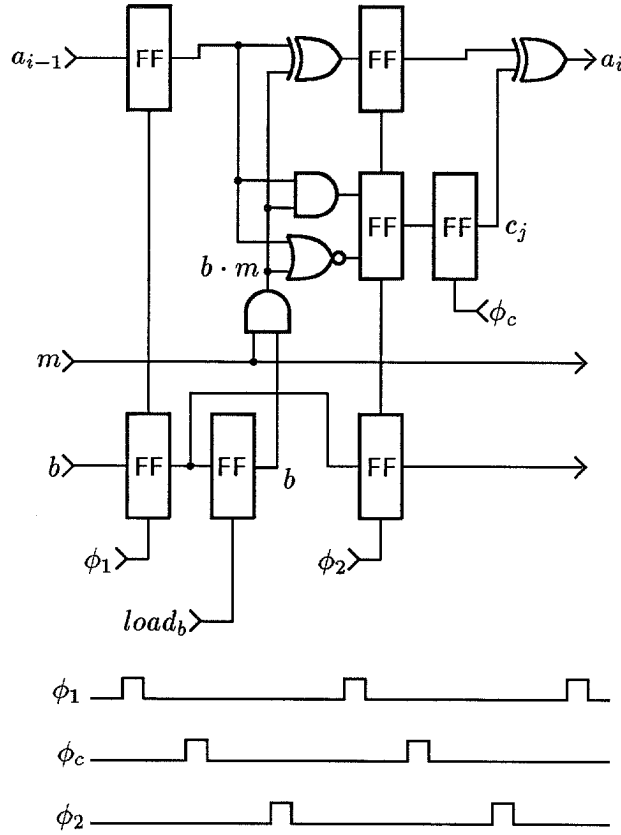 a_{i-1} FF FF a_i
FF FF c_j
b · m
ϕ_c
m
b FF FF b FF
ϕ_1 ϕ_2
load_b
ϕ_1
ϕ_c
ϕ_2